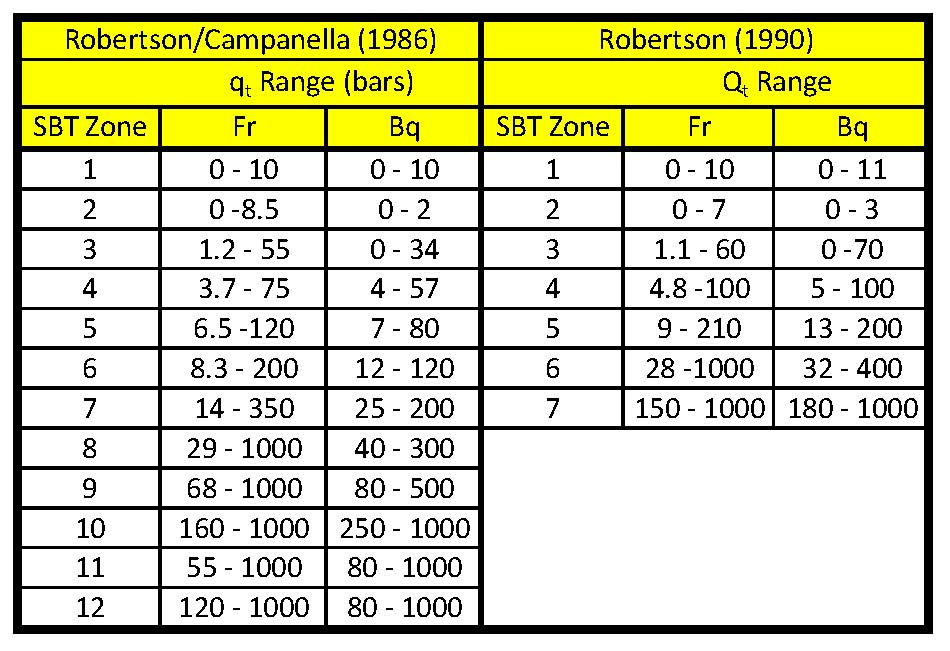 Robertson/Campanella (1986) Robertson (1990)
qt Range (bars) Qt Range
SBT Zone Fr Bq SBT Zone Fr Bq
1 0 - 10 0 - 10 1 0 - 10 0 - 11
2 0 -8.5 0 - 2 2 0 - 7 0 - 3
3 1.2 - 55 0 - 34 3 1.1 - 60 0 -70
4 3.7 - 75 4 - 57 4 4.8 -100 5 - 100
5 6.5 -120 7 - 80 5 9 - 210 13 - 200
6 8.3 - 200 12 - 120 6 28 -1000 32 - 400
7 14 - 350 25 - 200 7 150 - 1000 180 - 1000
8 29 - 1000 40 - 300
9 68 - 1000 80 - 500
10 160 - 1000 250 - 1000
11 55 - 1000 80 - 1000
12 120 - 1000 80 - 1000